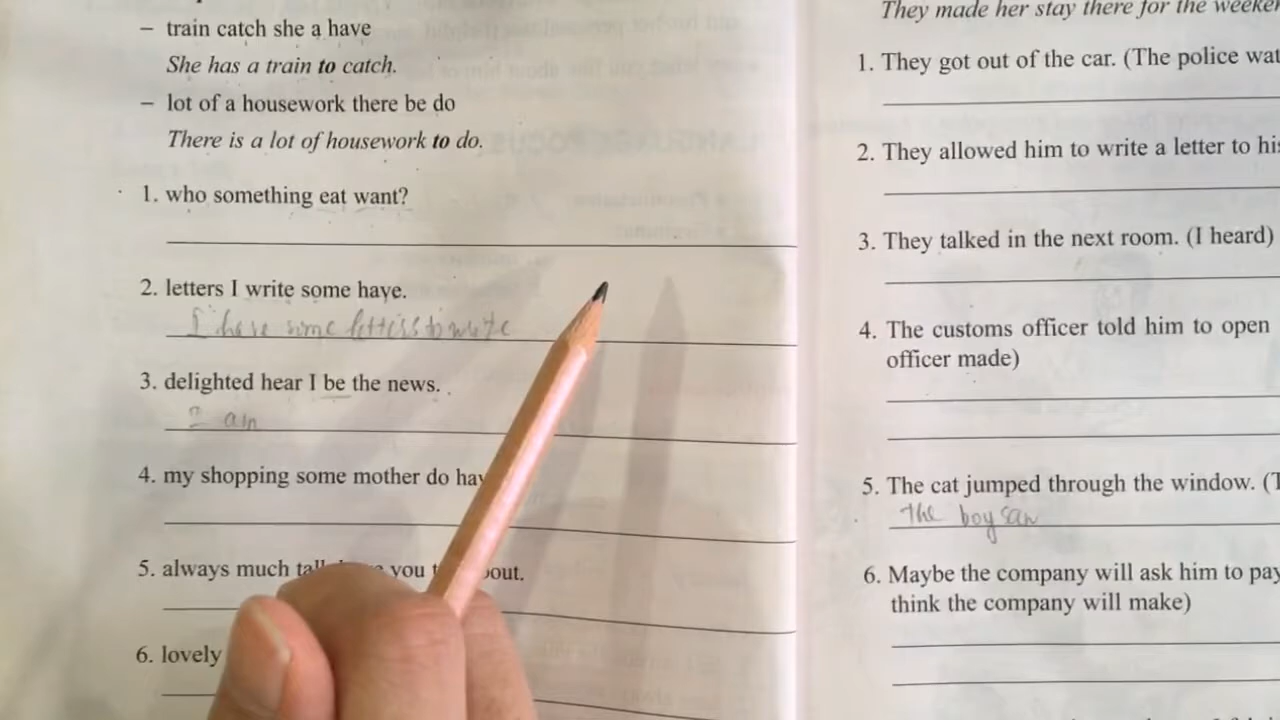 – train catch she a have
She has a train to catch.
– lot of a housework there be do
There is a lot of housework to do.
1. who something eat want?
2. letters I write some have.
I have some letters to write
3. delighted hear I be the news.
am
4. my shopping some mother do
5. always much you
6. lovely
They made her stay there for the
1. They got out of the car. (The police
2. They allowed him to write a letter to
3. They talked in the next room. (I heard)
4. The customs officer told him to open
officer made)
5. The cat jumped through the window.
The boy saw
6. Maybe the company will ask him to pay
think the company will make)